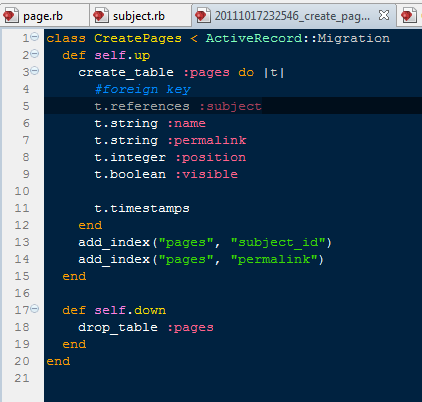 page.rb subject.rb 20111017232546_create_pag...
1 class CreatePages < ActiveRecord::Migration
2 def self.up
3 create_table :pages do |t|
4 #foreign key
5 t.references :subject
6 t.string :name
7 t.string :permalink
8 t.integer :position
9 t.boolean :visible
10
11 t.timestamps
12 end
13 add_index("pages", "subject_id")
14 add_index("pages", "permalink")
15 end
16
17 def self.down
18 drop_table :pages
19 end
20 end
21